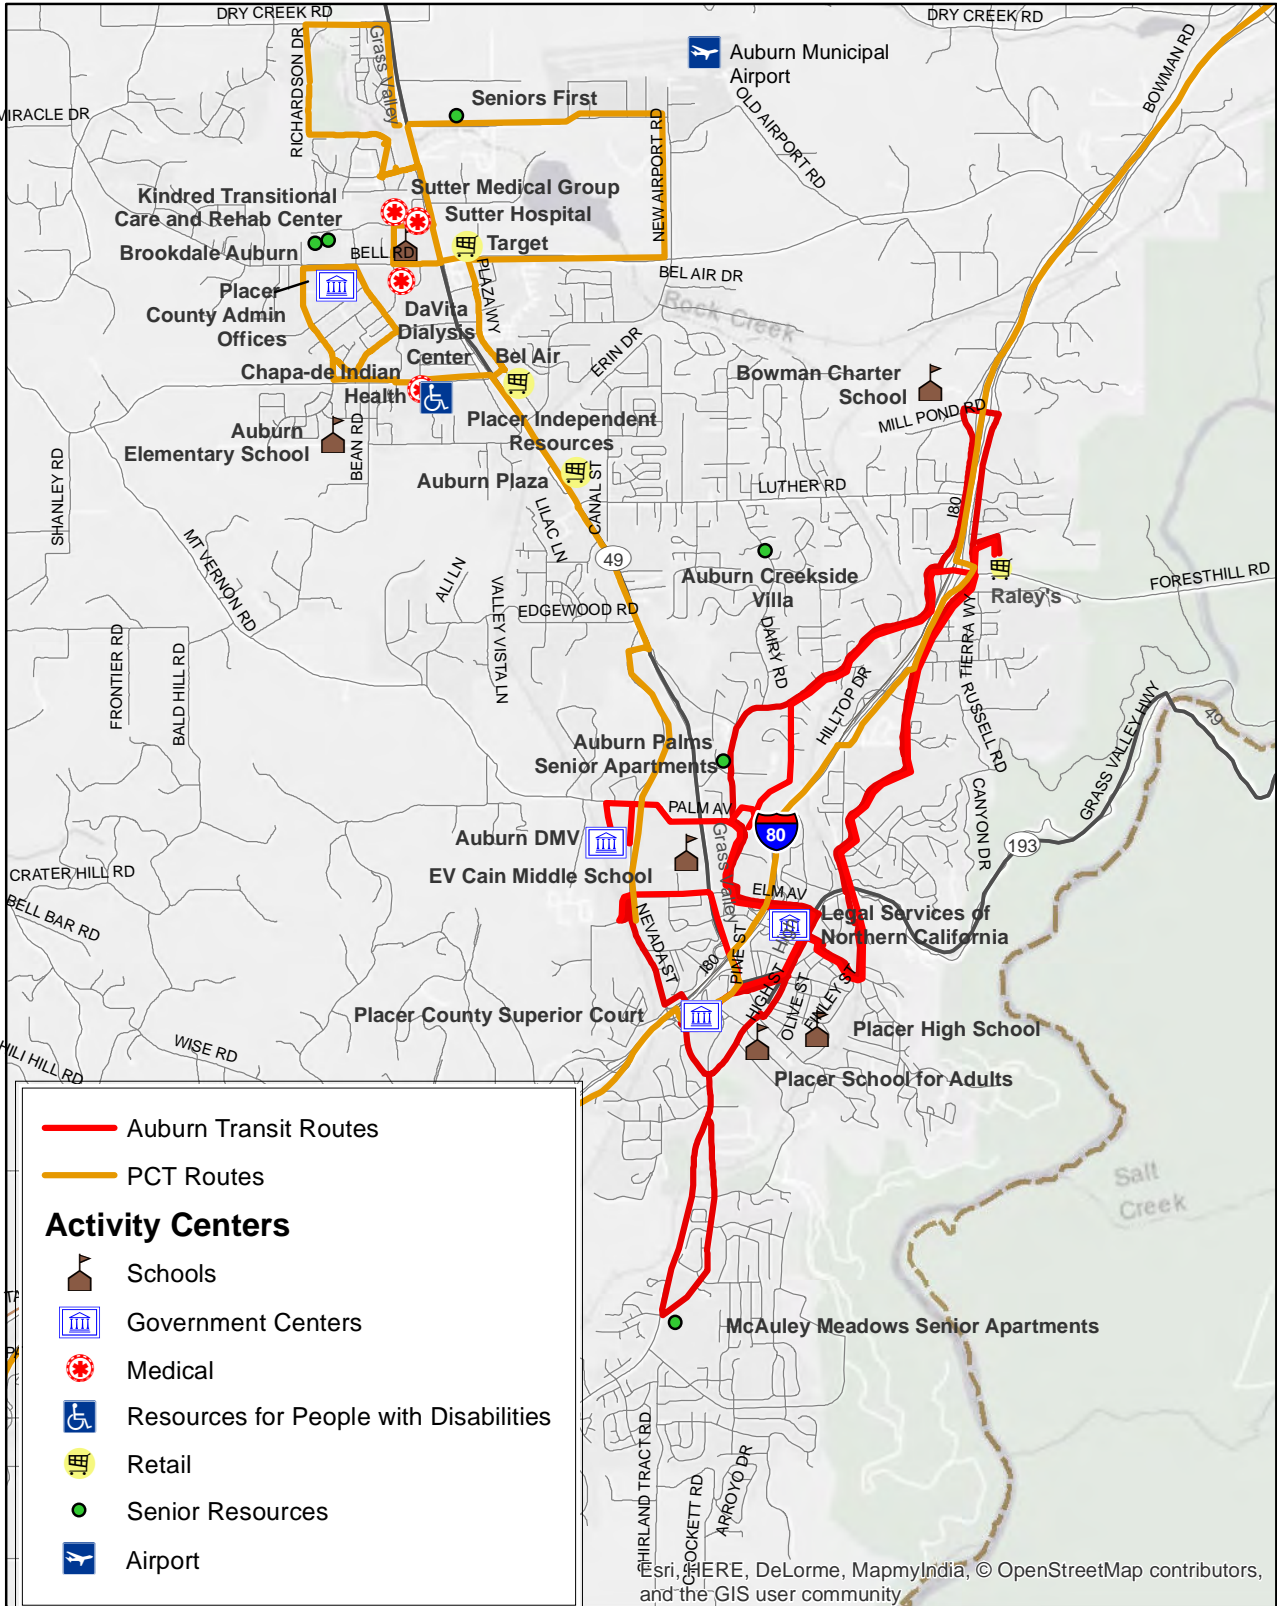 DRY CREEK RD
DRY CREEK RD
RICHARDSON DR
Grass Valley
BOWMAN RD
Auburn Municipal
Airport
OLD AIRPORT RD
Seniors First
MIRACLE DR
NEW AIRPORT RD
Kindred Transitional
Care and Rehab Center
Sutter Medical Group
Sutter Hospital
Brookdale Auburn
BELL RD
Target
PLAZA WY
BEL AIR DR
Rock Creek
Placer
County Admin
Offices
DaVita
Dialysis
Center
Bel Air
ERIN DR
Chapa-de Indian
Health
Bowman Charter
School
MILL POND RD
Placer Independent
Resources
Auburn
Elementary School
BEAN RD
Auburn Plaza
CANAL ST
LILAC LN
LUTHER RD
I80
SHANLEY RD
MT VERNON RD
49
ALI LN
VALLEY VISTA LN
EDGEWOOD RD
Auburn Creekside
Villa
DAIRY RD
Raley's
FORESTHILL RD
TIERRA WY
RUSSELL RD
FRONTIER RD
BALD HILL RD
HILLTOP DR
GRASS VALLEY HWY
49
Auburn Palms
Senior Apartments
PALM AV
80
CANYON DR
193
Auburn DMV
Grass Valley
EV Cain Middle School
CRATER HILL RD
BELL BAR RD
ELM AV
NEVADA ST
I80
PINE ST
Legal Services of
Northern California
HIGH ST
OLIVE ST
FINLEY ST
Placer County Superior Court
Placer High School
WISE RD
HILI HILL RD
Placer School for Adults
Auburn Transit Routes
PCT Routes
Activity Centers
Schools
Government Centers
Medical
Resources for People with Disabilities
Retail
Senior Resources
Airport
Salt
Creek
McAuley Meadows Senior Apartments
SHIRLAND TRACT RD
CROCKETT RD
ARROYO DR
Esri, HERE, DeLorme, MapmyIndia, © OpenStreetMap contributors,
and the GIS user community